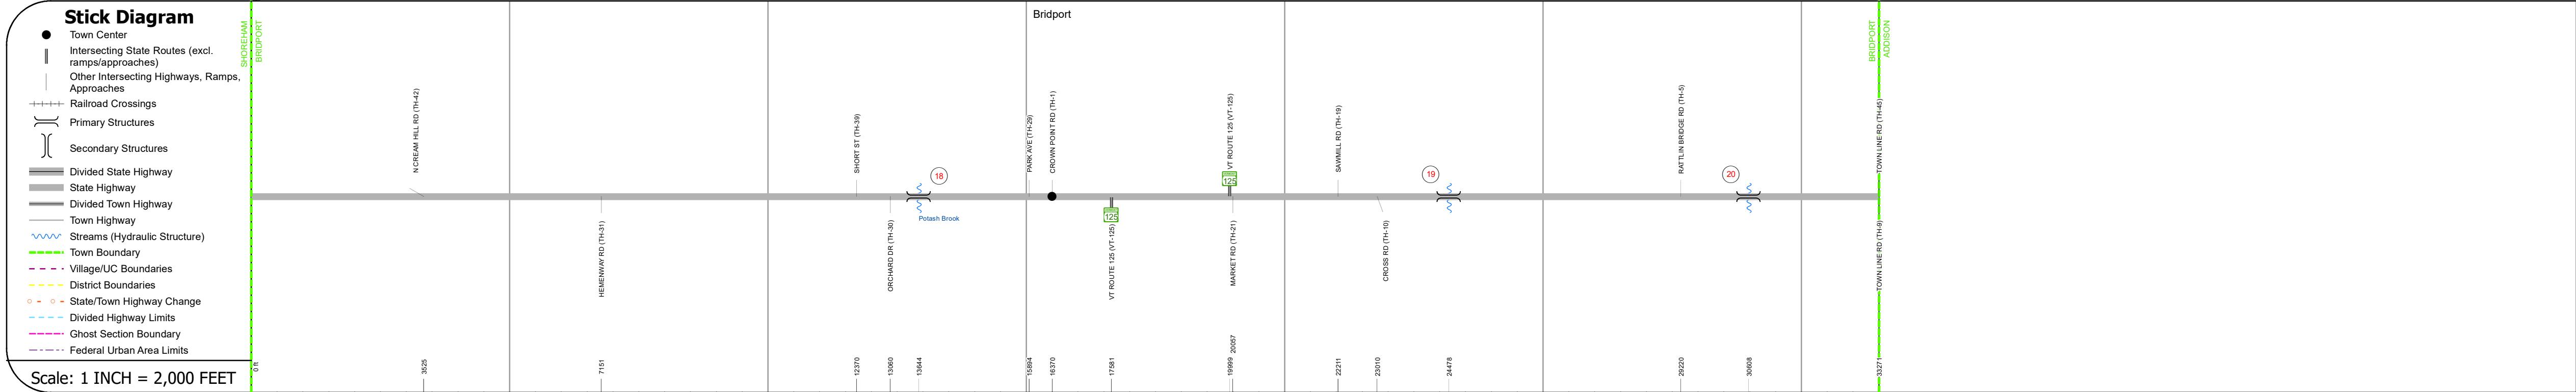 Stick Diagram
Town Center
Intersecting State Routes (excl.
ramps/approaches)
Other Intersecting Highways, Ramps,
Approaches
Railroad Crossings
Primary Structures
Secondary Structures
Divided State Highway
State Highway
Divided Town Highway
Town Highway
Streams (Hydraulic Structure)
Town Boundary
Village/UC Boundaries
District Boundaries
State/Town Highway Change
Divided Highway Limits
Ghost Section Boundary
Federal Urban Area Limits
Scale: 1 INCH = 2,000 FEET
SHOREHAM
BRIDPORT
Bridport
BRIDPORT
ADDISON
N CREAM HILL RD (TH-42)
SHORT ST (TH-39)
PARK AVE (TH-29)
CROWN POINT RD (TH-1)
VT ROUTE 125 (VT-125)
SAWMILL RD (TH-19)
RATTLIN BRIDGE RD (TH-5)
TOWN LINE RD (TH-45)
18
125
19
20
125
Potash Brook
HEMENWAY RD (TH-31)
ORCHARD DR (TH-30)
VT ROUTE 125 (VT-125)
MARKET RD (TH-21)
CROSS RD (TH-10)
TOWN LINE RD (TH-9)
0 ft
3525
7151
12370
13060
13644
15894
16370
17581
19999
20057
22211
23010
24478
29220
30608
33271